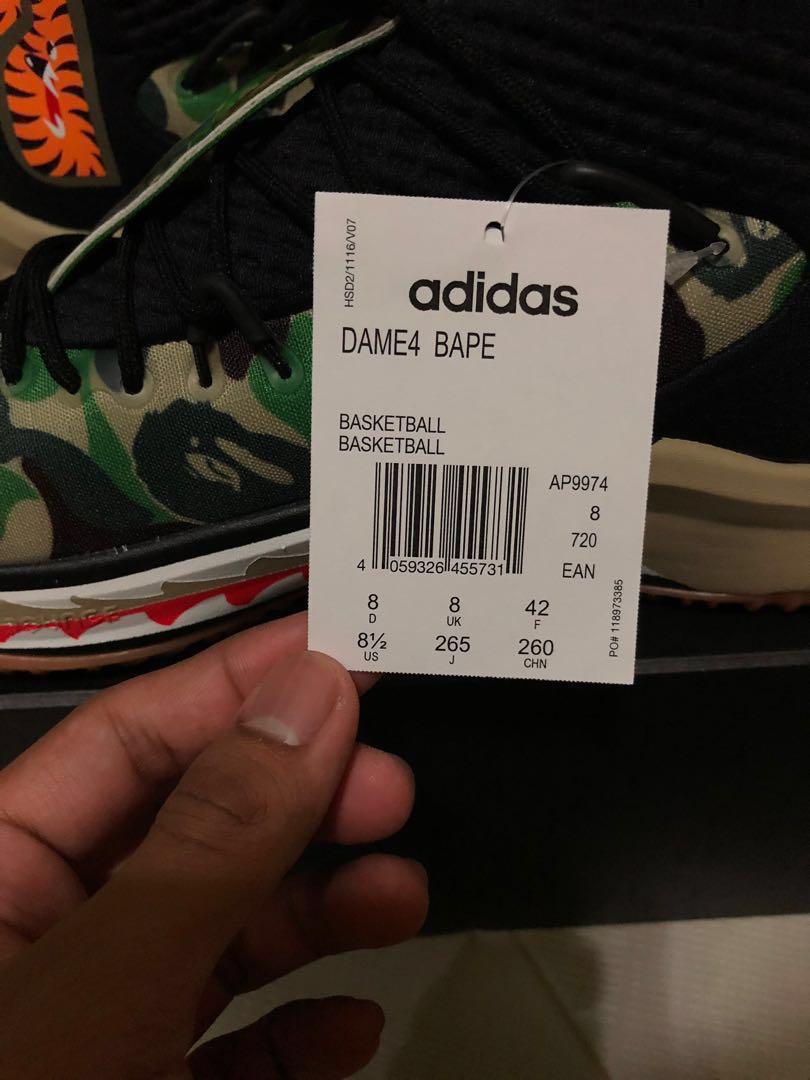 HSD2/1116/V07
adidas
DAME4 BAPE
BASKETBALL
BASKETBALL
AP9974
8
720
EAN
4 059326 455731
8 8 42
D UK F
8½ 265 260
US J CHN
PO# 118973385